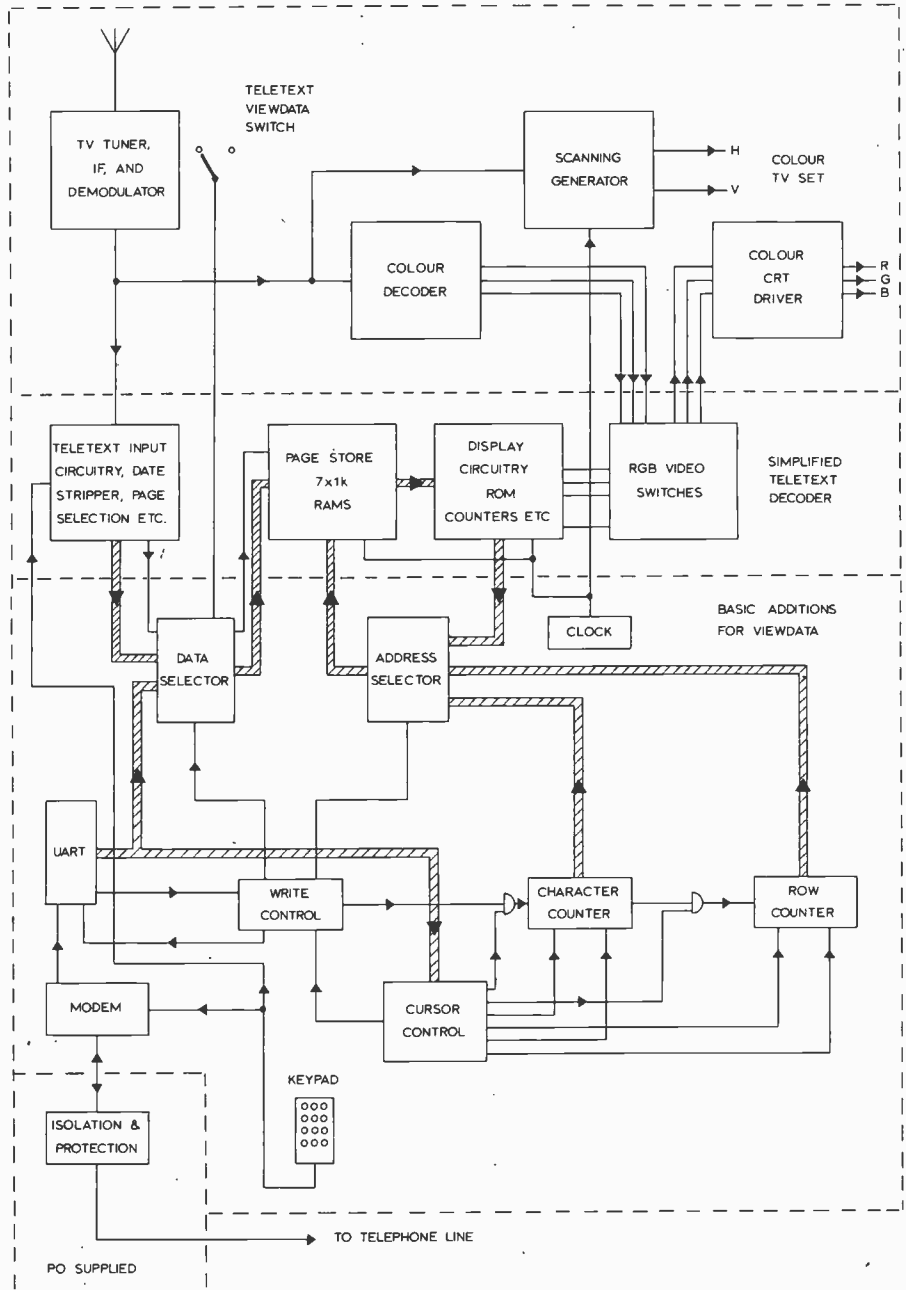 TELETEXT
VIEWDATA
SWITCH
TV TUNER,
IF, AND
DEMODULATOR
SCANNING
GENERATOR
H
V
COLOUR
TV SET
COLOUR
DECODER
COLOUR
CRT
DRIVER
R
G
B
TELETEXT INPUT
CIRCUITRY, DATE
STRIPPER, PAGE
SELECTION ETC.
PAGE STORE
7x1k
RAMS
DISPLAY
CIRCUITRY
ROM
COUNTERS ETC
RGB VIDEO
SWITCHES
SIMPLIFIED
TELETEXT
DECODER
BASIC ADDITIONS
FOR VIEWDATA
CLOCK
DATA
SELECTOR
ADDRESS
SELECTOR
UART
WRITE
CONTROL
CHARACTER
COUNTER
ROW
COUNTER
MODEM
CURSOR
CONTROL
KEYPAD
ISOLATION &
PROTECTION
TO TELEPHONE LINE
PO SUPPLIED